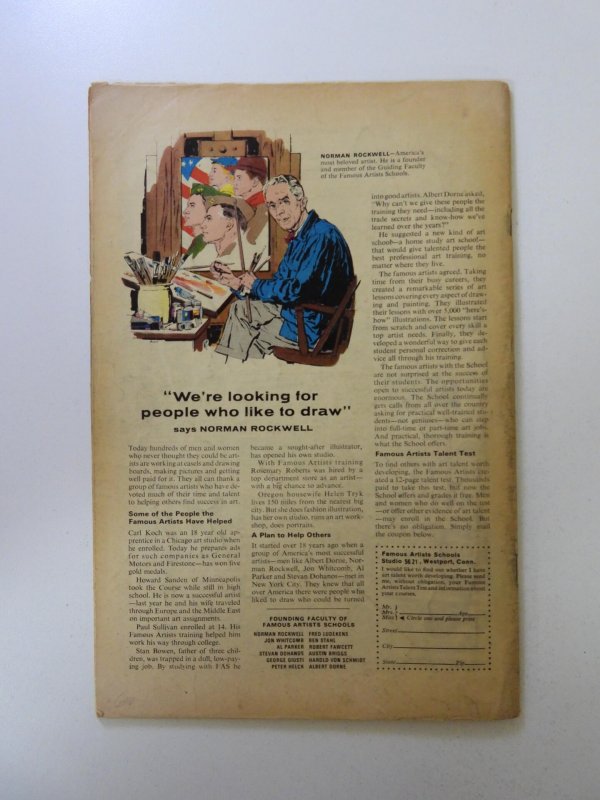 NORMAN ROCKWELL—America's
most beloved artist. He is a founder
and member of the Guiding Faculty
of the Famous Artists Schools.
"We're looking for
people who like to draw"
says NORMAN ROCKWELL
Today hundreds of men and women
who never thought they could be art-
ists are working at easels and drawing
boards, making pictures and getting
well paid for it. They all can thank a
group of famous artists who have de-
voted much of their time and talent
to helping others find success in art.
Some of the People the
Famous Artists Have Helped
Carl Koch was an 18 year old ap-
prentice in a Chicago art studio when
he enrolled. Today he prepares ads
for such companies as General
Motors and Firestone—has won five
gold medals.
Howard Sanden of Minneapolis
took the Course while still in high
school. He is now a successful artist
—last year he and his wife traveled
through Europe and the Middle East
on important art assignments.
Paul Sullivan enrolled at 14. His
Famous Artists training helped him
work his way through college.
Stan Bowen, father of three chil-
dren, was trapped in a dull, low-pay-
ing job. By studying with FAS he
became a sought-after illustrator,
has opened his own studio.
With Famous Artists training
Rosemary Roberts was hired by a
top department store as an artist—
with a big chance to advance.
Oregon housewife Helen Tryk
lives 150 miles from the nearest big
city. But she does fashion illustration,
has her own studio, runs an art work-
shop, does portraits.
A Plan to Help Others
It started over 18 years ago when a
group of America's most successful
artists—men like Albert Dorne, Nor-
man Rockwell, Jon Whitcomb, Al
Parker and Stevan Dohanos—met in
New York City. They knew that all
over America there were people who
liked to draw who could be turned
FOUNDING FACULTY OF
FAMOUS ARTISTS SCHOOLS
NORMAN ROCKWELL FRED LUDEKENS
JON WHITCOMB BEN STAHL
AL PARKER ROBERT FAWCETT
STEVAN DOHANOS AUSTIN BRIGGS
GEORGE GIUSTI HAROLD VON SCHMIDT
PETER HELCK ALBERT DORNE
into good artists. Albert Dorne asked,
"Why can't we give these people the
training they need—including all the
trade secrets and know-how we've
learned over the years?"
He suggested a new kind of art
school—a home study art school—
that would give talented people the
best professional art training, no
matter where they live.
The famous artists agreed. Taking
time from their busy careers, they
created a remarkable series of art
lessons covering every aspect of draw-
ing and painting. They illustrated
their lessons with over 5,000 "here's-
how" illustrations. The lessons start
from scratch and cover every skill a
top artist needs. Finally, they de-
veloped a wonderful way to give each
student personal correction and ad-
vice all through his training.
The famous artists with the School
are not surprised at the success of
their students. The opportunities
open to successful artists today are
enormous. The School continually
gets calls from all over the country
asking for practical well-trained stu-
dents—not geniuses—who can step
into full-time or part-time art jobs.
And practical, thorough training is
what the School offers.
Famous Artists Talent Test
To find others with art talent worth
developing, the Famous Artists cre-
ated a 12-page talent test. Thousands
paid to take this test. But now the
School offers and grades it free. Men
and women who do well on the test
—or offer other evidence of art talent
—may enroll in the School. But
there's no obligation. Simply mail
the coupon below.
Famous Artists Schools
Studio 5621, Westport, Conn.
I would like to find out whether I have
art talent worth developing. Please send
me, without obligation, your Famous
Artists Talent Test and information about
your courses.
Mr.
Mrs. Age
Miss Circle one and please print
Street
City
State Zip